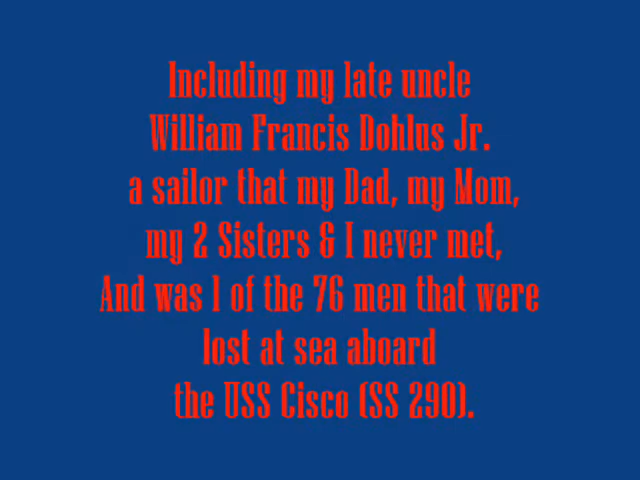 Including my late uncle
William Francis Dohlus Jr.
a sailor that my Dad, my Mom,
my 2 Sisters & I never met,
And was 1 of the 76 men that were
lost at sea aboard
the USS Cisco (SS 290).